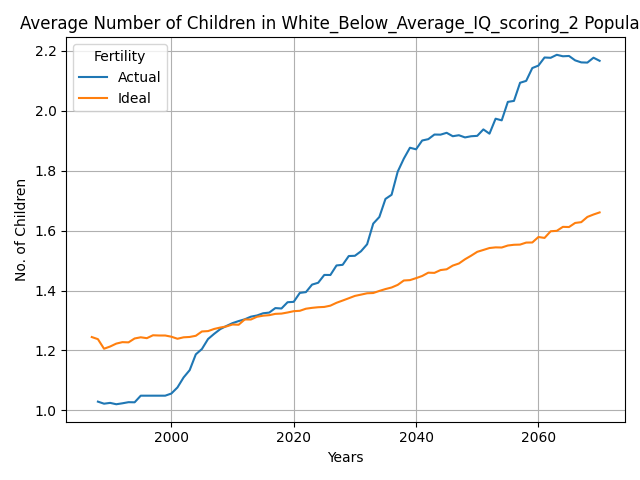 Average Number of Children in White_Below_Average_IQ_scoring_2 Popula
Fertility
Actual
Ideal
No. of Children
2.2
2.0
1.8
1.6
1.4
1.2
1.0
2000 2020 2040 2060
Years